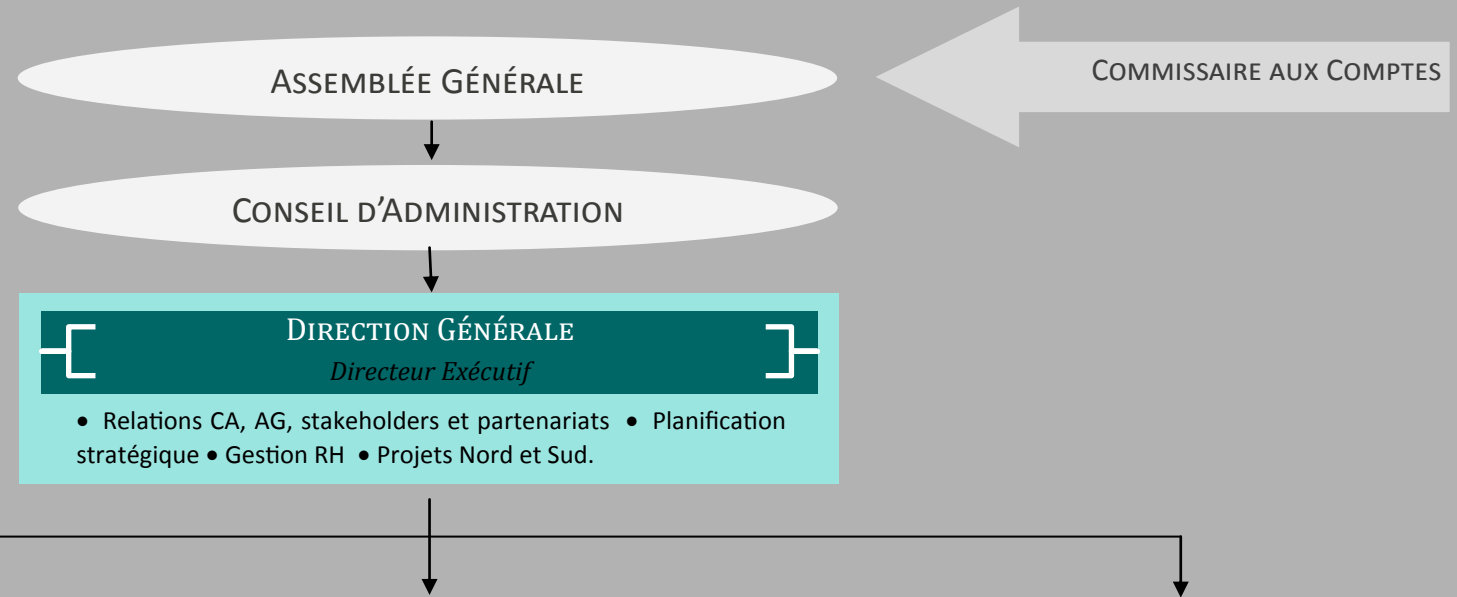 ASSEMBLÉE GÉNÉRALE
COMMISSAIRE AUX COMPTES
CONSEIL D’ADMINISTRATION
DIRECTION GÉNÉRALE
Directeur Exécutif
• Relations CA, AG, stakeholders et partenariats • Planification
stratégique • Gestion RH • Projets Nord et Sud.